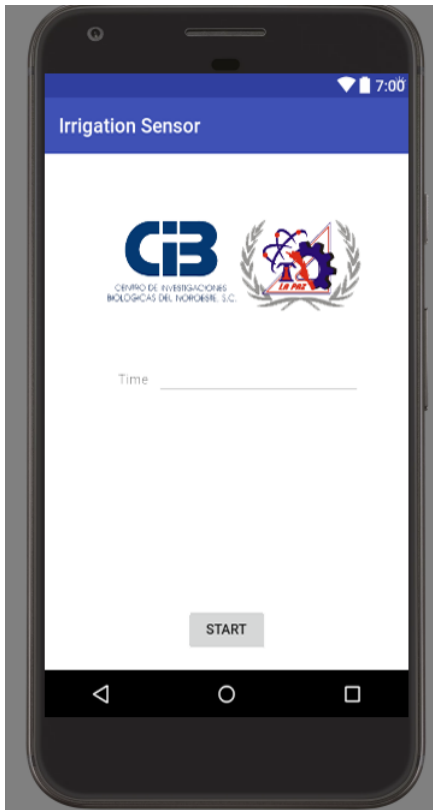 7:00
Irrigation Sensor
CIB
CENTRO DE INVESTIGACIONES
BIOLOGICAS DEL NOROESTE, S.C.
LA PAZ
Time
START